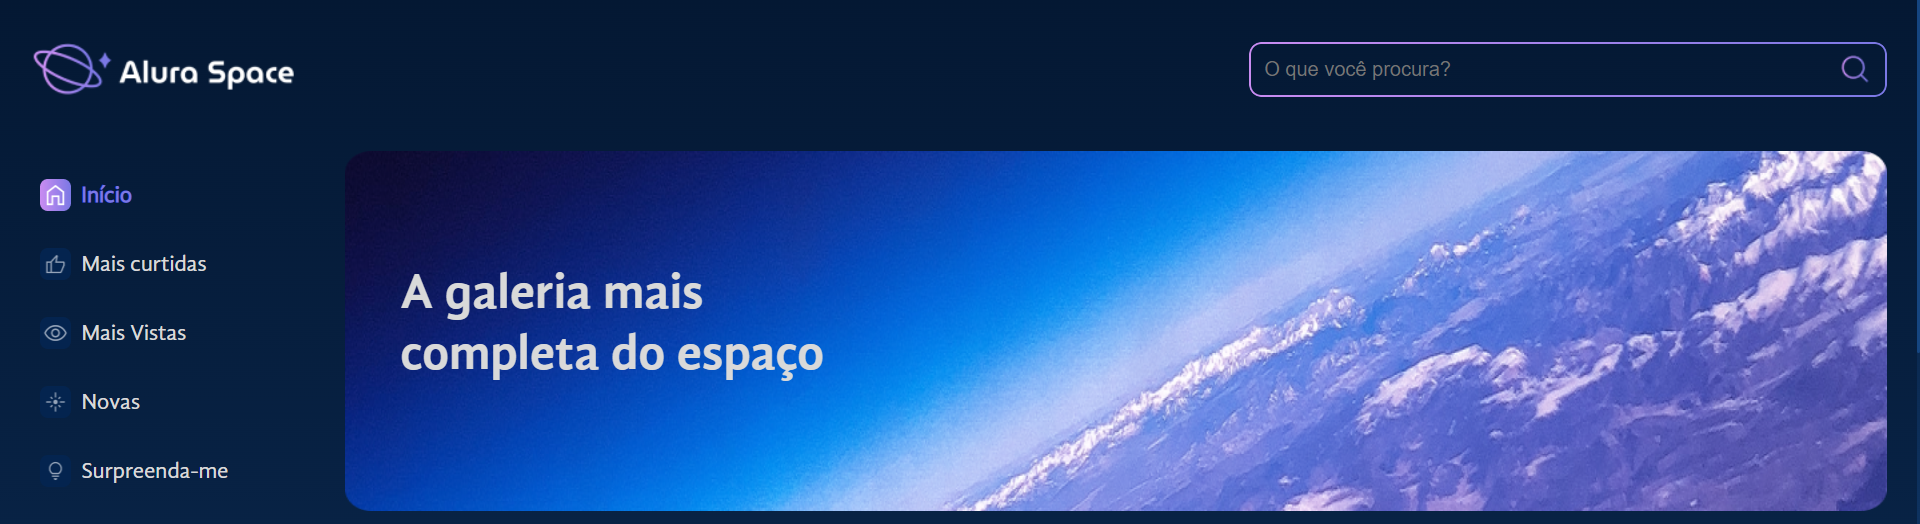 Alura Space
O que você procura?
Início
Mais curtidas
Mais Vistas
Novas
Surpreenda-me
A galeria mais
completa do espaço